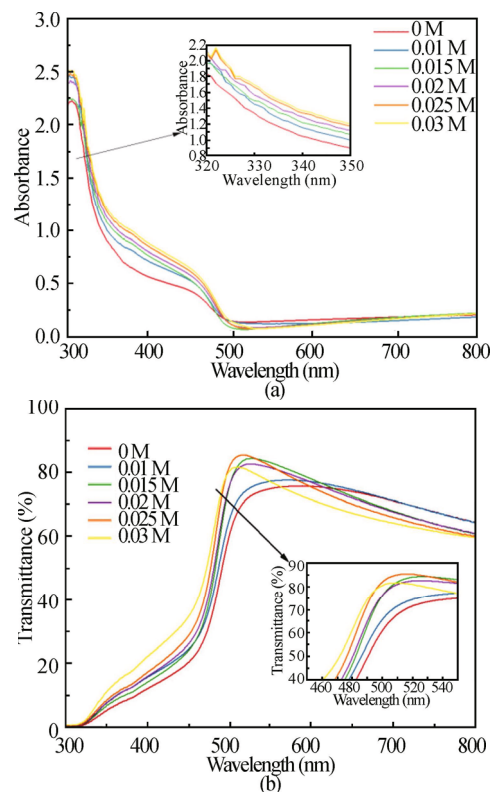 (a)
3.0
2.5
2.0
1.5
1.0
0.5
0.0
Absorbance
2.2
2.0
1.8
1.6
1.4
1.2
1.0
0.8
Absorbance
320 330 340 350
Wavelength (nm)
0 M
0.01 M
0.015 M
0.02 M
0.025 M
0.03 M
300 400 500 600 700 800
Wavelength (nm)
(a)
100
80
60
40
20
0
Transmittance (%)
0 M
0.01 M
0.015 M
0.02 M
0.025 M
0.03 M
90
85
80
75
70
65
60
55
50
45
40
Transmittance (%)
460 480 500 520 540
Wavelength (nm)
300 400 500 600 700 800
Wavelength (nm)
(b)